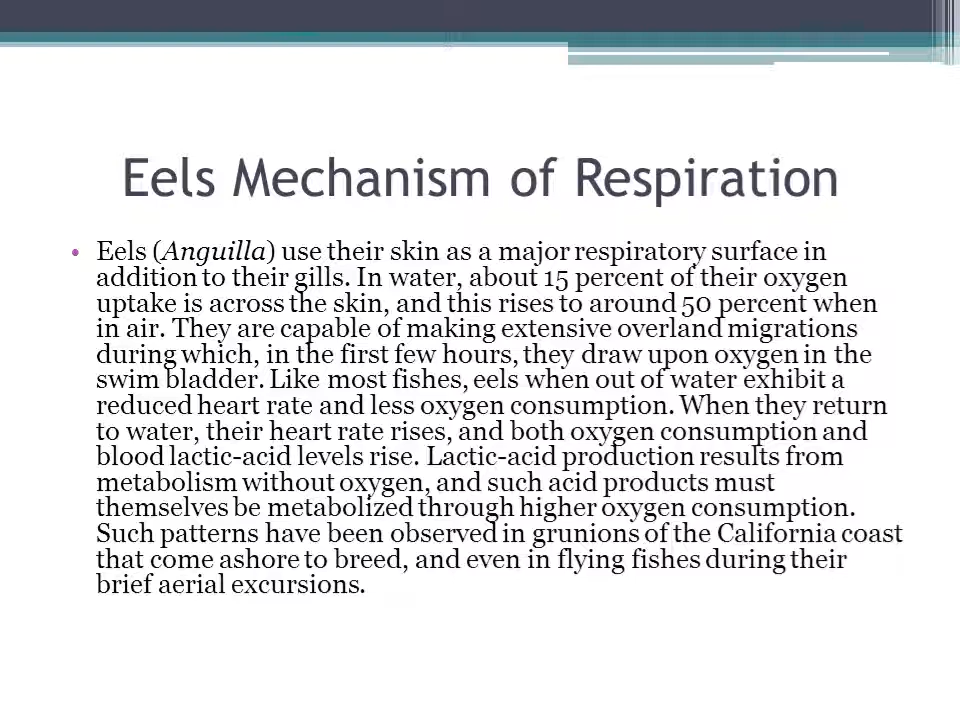 Eels Mechanism of Respiration
• Eels (Anguilla) use their skin as a major respiratory surface in
addition to their gills. In water, about 15 percent of their oxygen
uptake is across the skin, and this rises to around 50 percent when
in air. They are capable of making extensive overland migrations
during which, in the first few hours, they draw upon oxygen in the
swim bladder. Like most fishes, eels when out of water exhibit a
reduced heart rate and less oxygen consumption. When they return
to water, their heart rate rises, and both oxygen consumption and
blood lactic-acid levels rise. Lactic-acid production results from
metabolism without oxygen, and such acid products must
themselves be metabolized through higher oxygen consumption.
Such patterns have been observed in grunions of the California coast
that come ashore to breed, and even in flying fishes during their
brief aerial excursions.